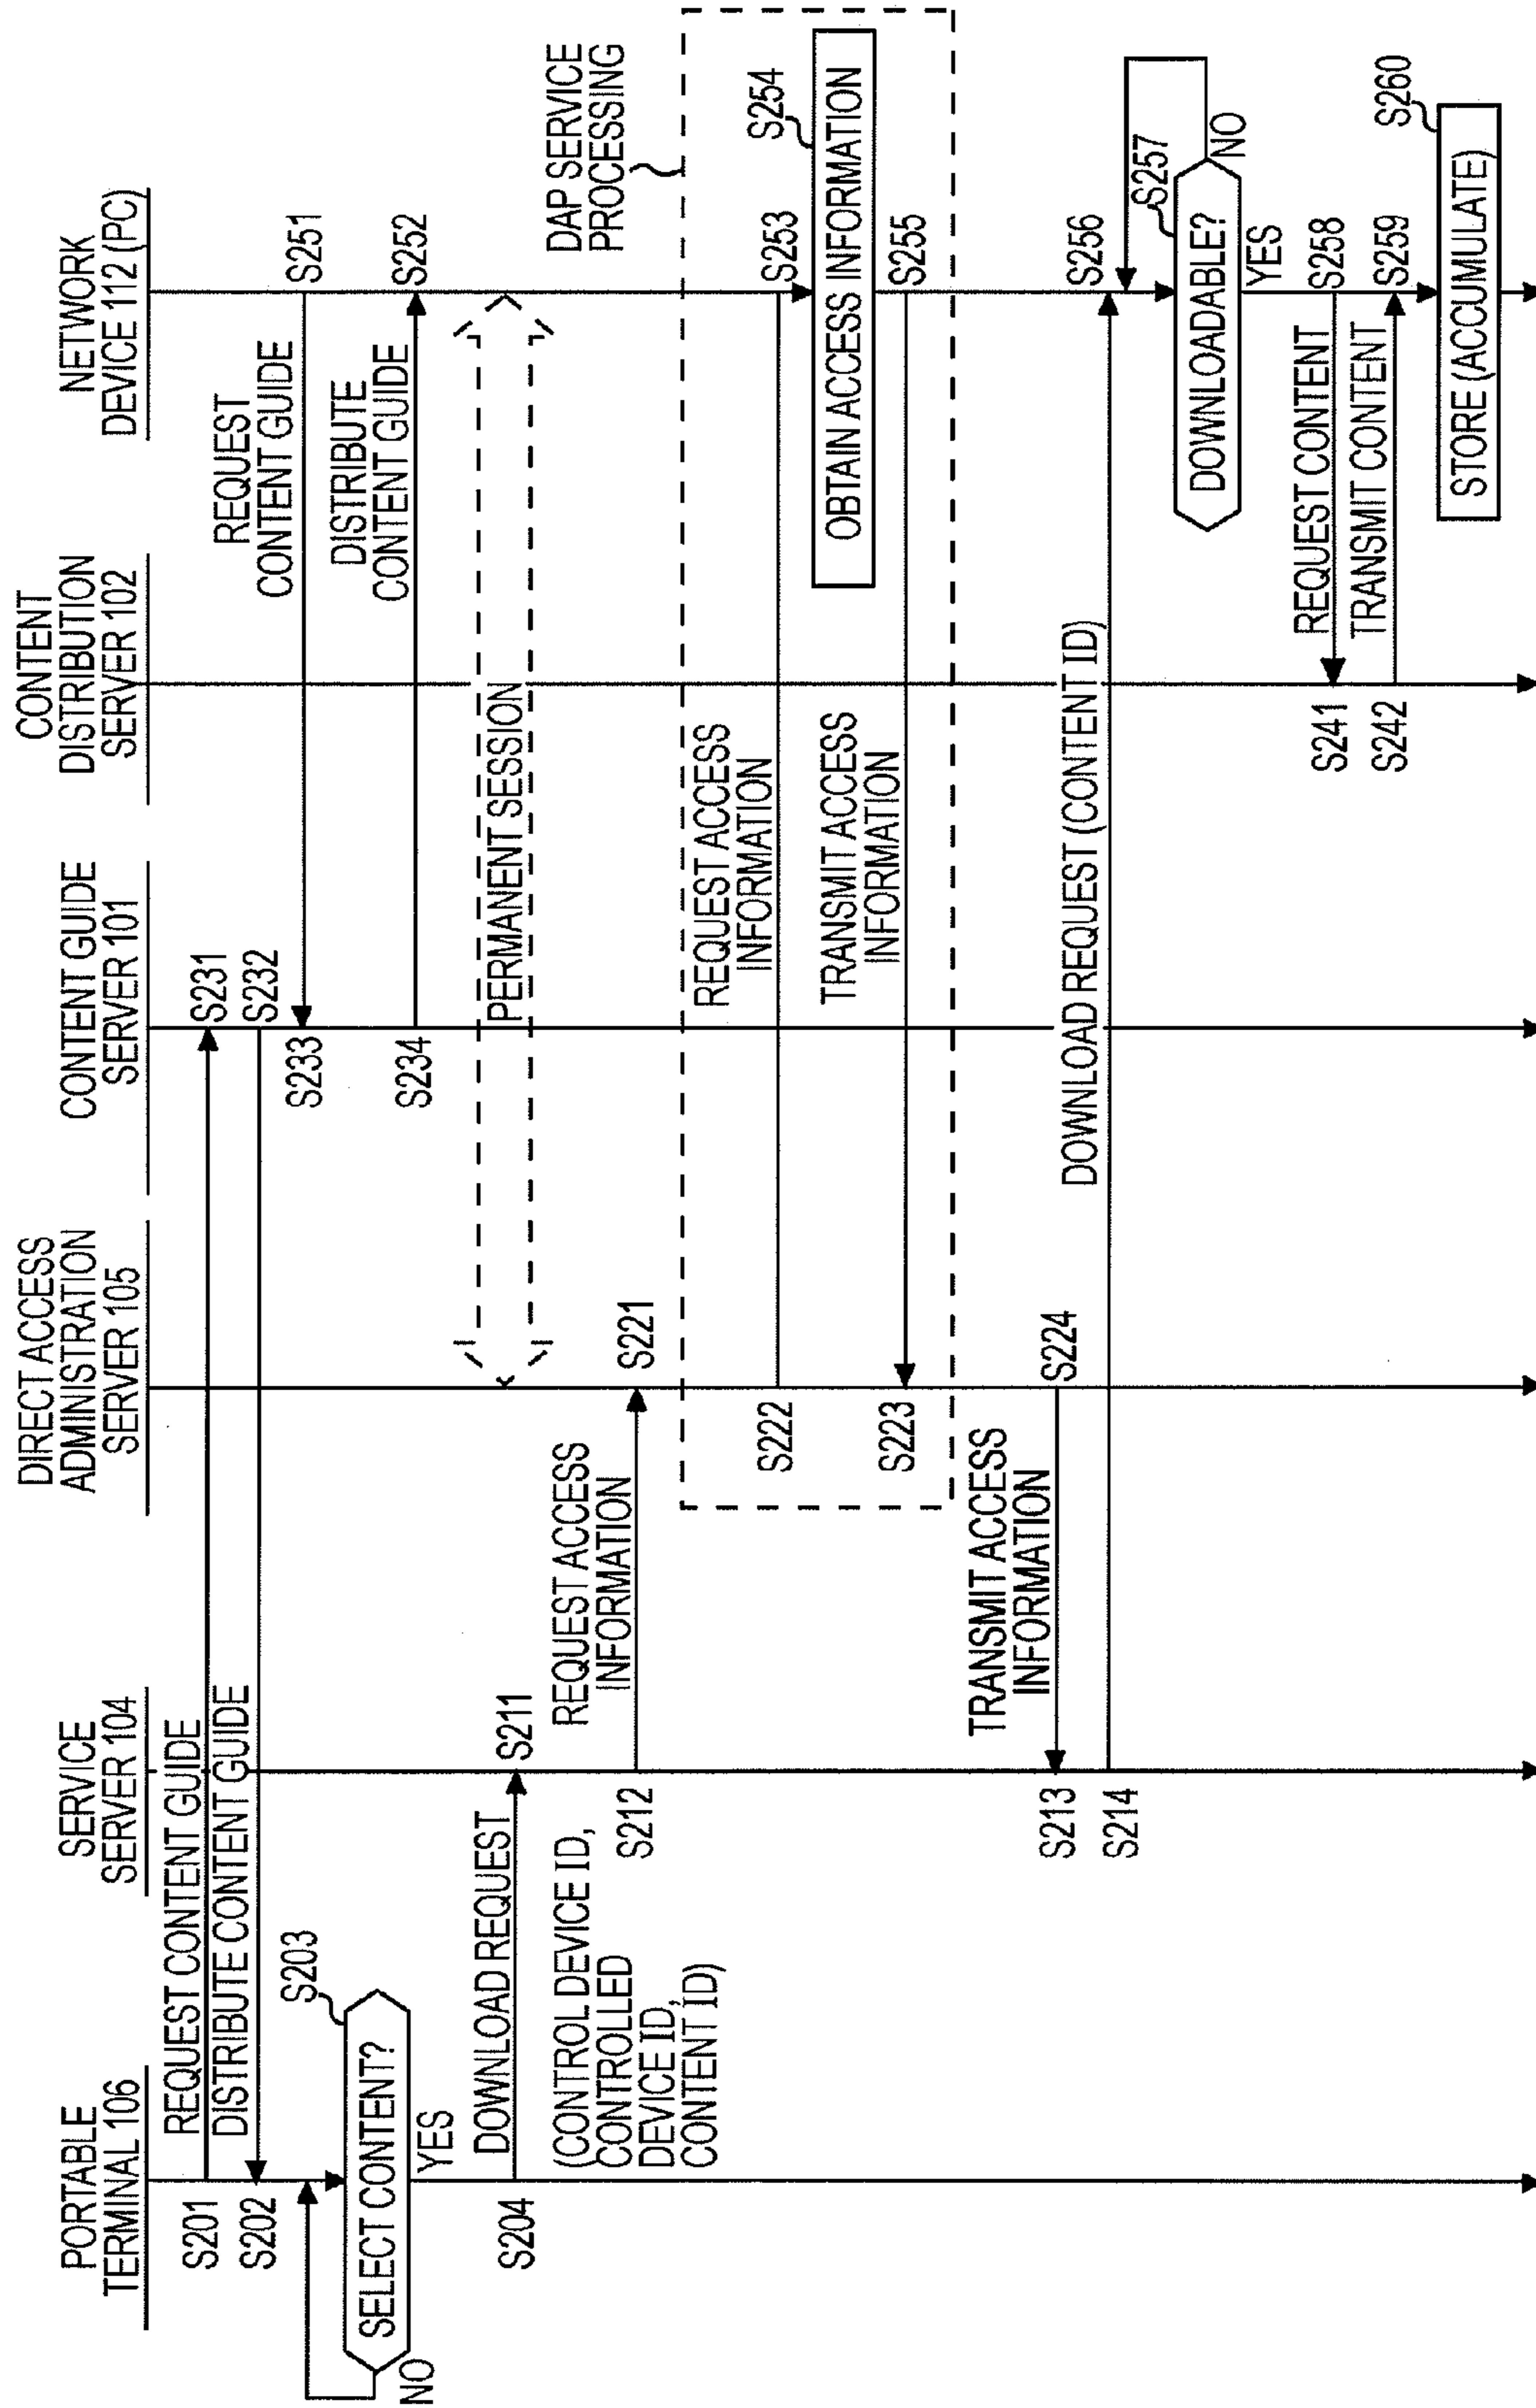 PORTABLE
TERMINAL 106
SERVICE
SERVER 104
DIRECT ACCESS
ADMINISTRATION
SERVER 105
CONTENT GUIDE
SERVER 101
CONTENT
DISTRIBUTION
SERVER 102
NETWORK
DEVICE 112 (PC)
S201
REQUEST CONTENT GUIDE
S231
S202
DISTRIBUTE CONTENT GUIDE
S232
S203
SELECT CONTENT?
NO
YES
S233
REQUEST
CONTENT GUIDE
S251
S234
DISTRIBUTE
CONTENT GUIDE
S252
PERMANENT SESSION
S204
DOWNLOAD REQUEST
S211
(CONTROL DEVICE ID,
CONTROLLED
DEVICE ID,
CONTENT ID)
S212
REQUEST ACCESS
INFORMATION
S221
DAP SERVICE
PROCESSING
S222
REQUEST ACCESS
INFORMATION
S253
S254
OBTAIN ACCESS INFORMATION
S223
TRANSMIT ACCESS
INFORMATION
S255
S213
TRANSMIT ACCESS
INFORMATION
S224
S214
DOWNLOAD REQUEST (CONTENT ID)
S256
S257
DOWNLOADABLE?
NO
YES
S241
REQUEST CONTENT
S258
S242
TRANSMIT CONTENT
S259
S260
STORE (ACCUMULATE)